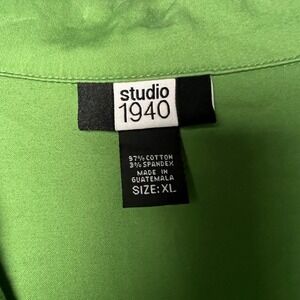 studio
1940
97% COTTON
3% SPANDEX
MADE IN
GUATEMALA
SIZE: XL